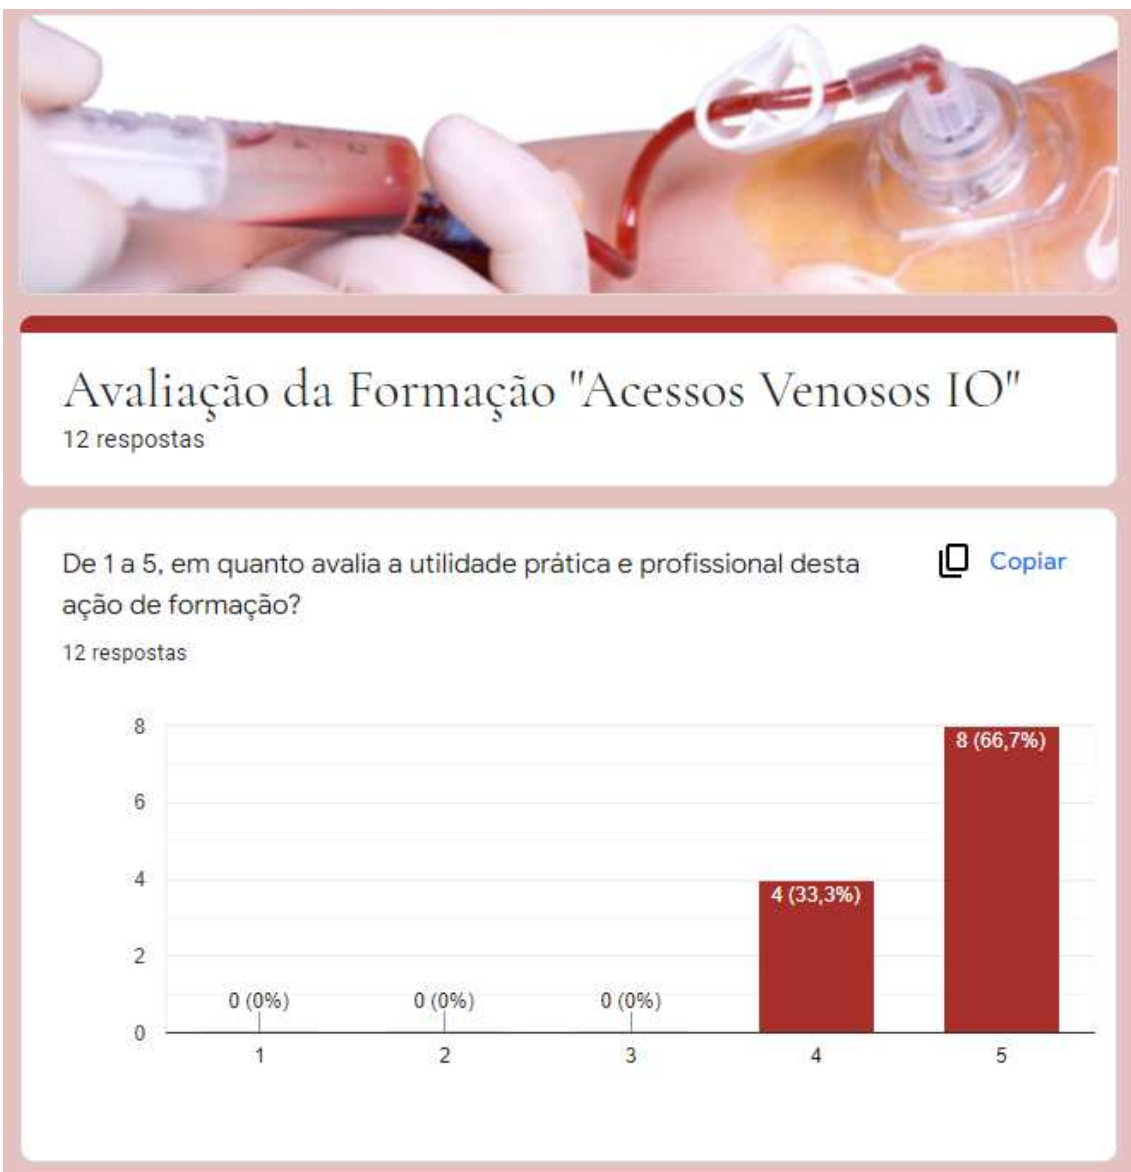 Avaliação da Formação "Acessos Venosos IO"
12 respostas
De 1 a 5, em quanto avalia a utilidade prática e profissional desta
ação de formação?
Copiar
12 respostas
8
6
4
2
0
0 (0%)
0 (0%)
0 (0%)
4 (33,3%)
8 (66,7%)
1
2
3
4
5